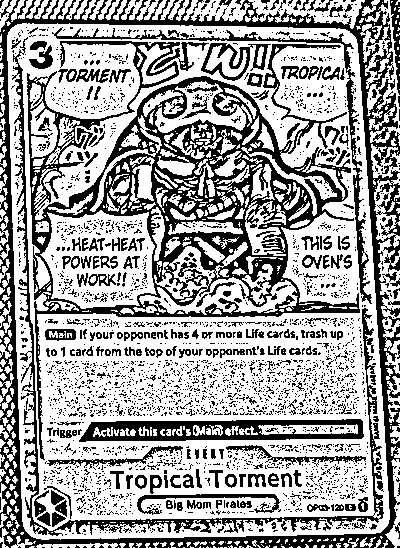 3
...
TORMENT
!!
TROPICAL
...
...HEAT-HEAT
POWERS AT
WORK!!
THIS IS
OVEN'S
...
Main If your opponent has 4 or more Life cards, trash up
to 1 card from the top of your opponent's Life cards.
Trigger Activate this card's Main effect.
EVENT
Tropical Torment
Big Mom Pirates
OP03-120